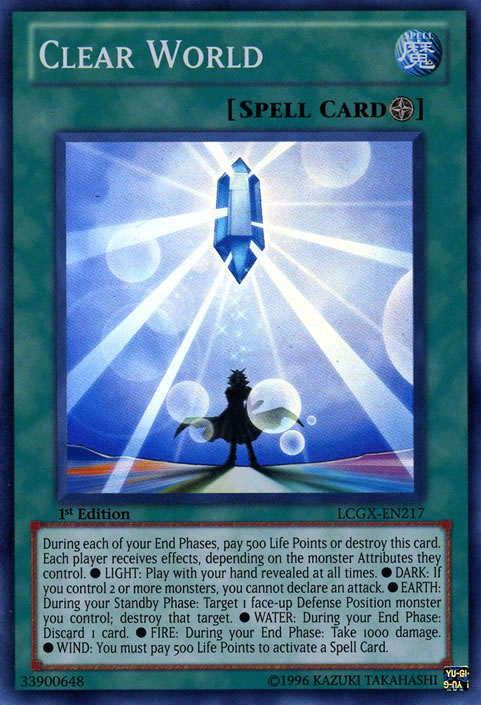 CLEAR WORLD
SPELL
魔
[SPELL CARD]
1st Edition
LCGX-EN217
During each of your End Phases, pay 500 Life Points or destroy this card.
Each player receives effects, depending on the monster Attributes they
control. ● LIGHT: Play with your hand revealed at all times. ● DARK: If
you control 2 or more monsters, you cannot declare an attack. ● EARTH:
During your Standby Phase: Target 1 face-up Defense Position monster
you control; destroy that target. ● WATER: During your End Phase:
Discard 1 card. ● FIRE: During your End Phase: Take 1000 damage.
● WIND: You must pay 500 Life Points to activate a Spell Card.
33900648
©1996 KAZUKI TAKAHASHI
YU-GI-